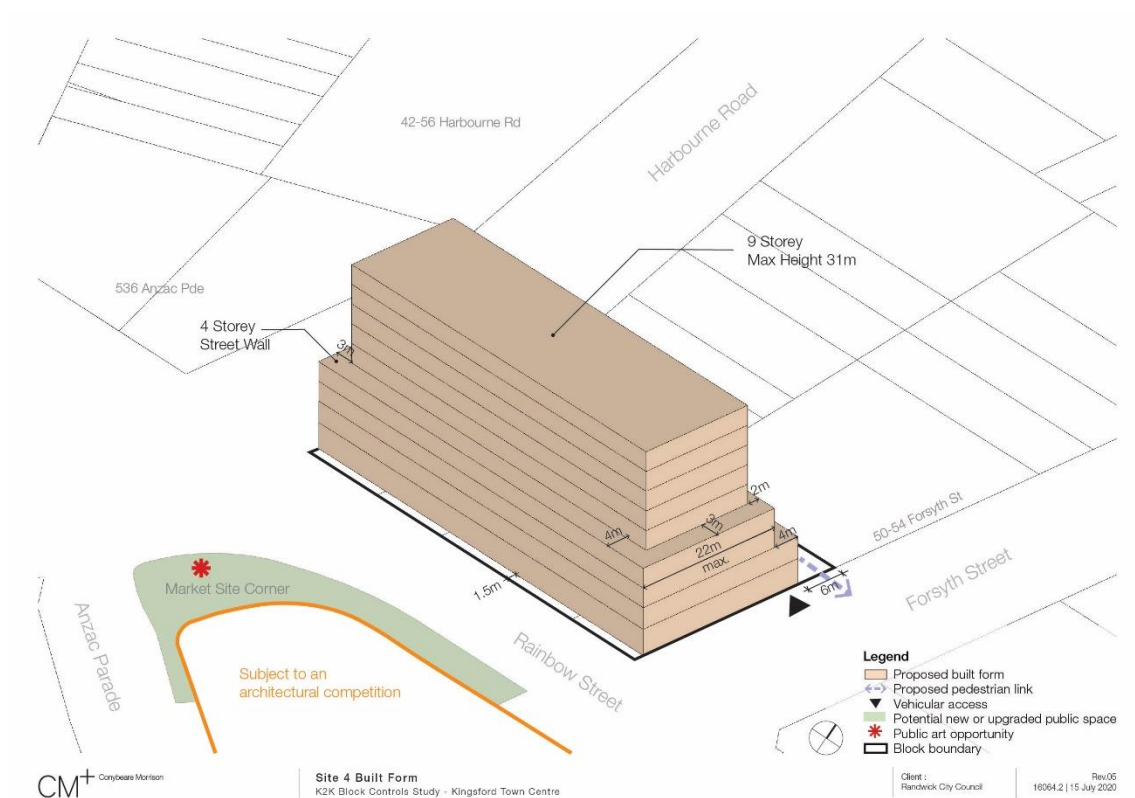 42-56 Harbourne Rd
Harbourne Road
9 Storey
Max Height 31m
536 Anzac Pde
4 Storey
Street Wall
3m
2m
4m
3m
22m
max.
4m
1.5m
6m
50-54 Forsyth St
Forsyth Street
Market Site Corner
Anzac Parade
Rainbow Street
Subject to an
architectural competition
Legend
Proposed built form
Proposed pedestrian link
Vehicular access
Potential new or upgraded public space
Public art opportunity
Block boundary
CM+ Conybeare Morrison
Site 4 Built Form
K2K Block Controls Study - Kingsford Town Centre
Client :
Randwick City Council
Rev.05
16064.2 | 15 July 2020